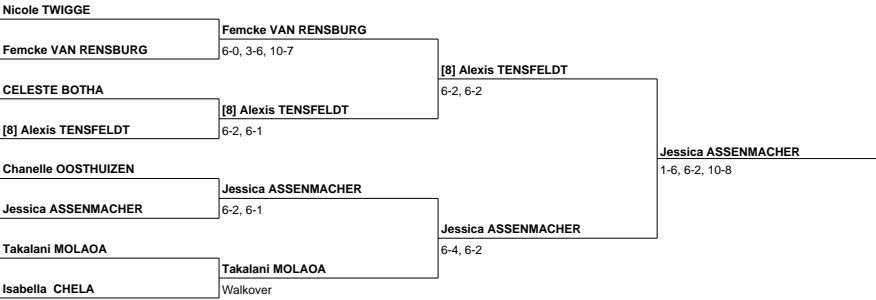 Nicole TWIGGE
Femcke VAN RENSBURG
Femcke VAN RENSBURG
6-0, 3-6, 10-7
[8] Alexis TENSFELDT
6-2, 6-2
CELESTE BOTHA
[8] Alexis TENSFELDT
[8] Alexis TENSFELDT
6-2, 6-1
Jessica ASSENMACHER
1-6, 6-2, 10-8
Chanelle OOSTHUIZEN
Jessica ASSENMACHER
Jessica ASSENMACHER
6-2, 6-1
Jessica ASSENMACHER
6-4, 6-2
Takalani MOLAOA
Takalani MOLAOA
Isabella  CHELA
Walkover